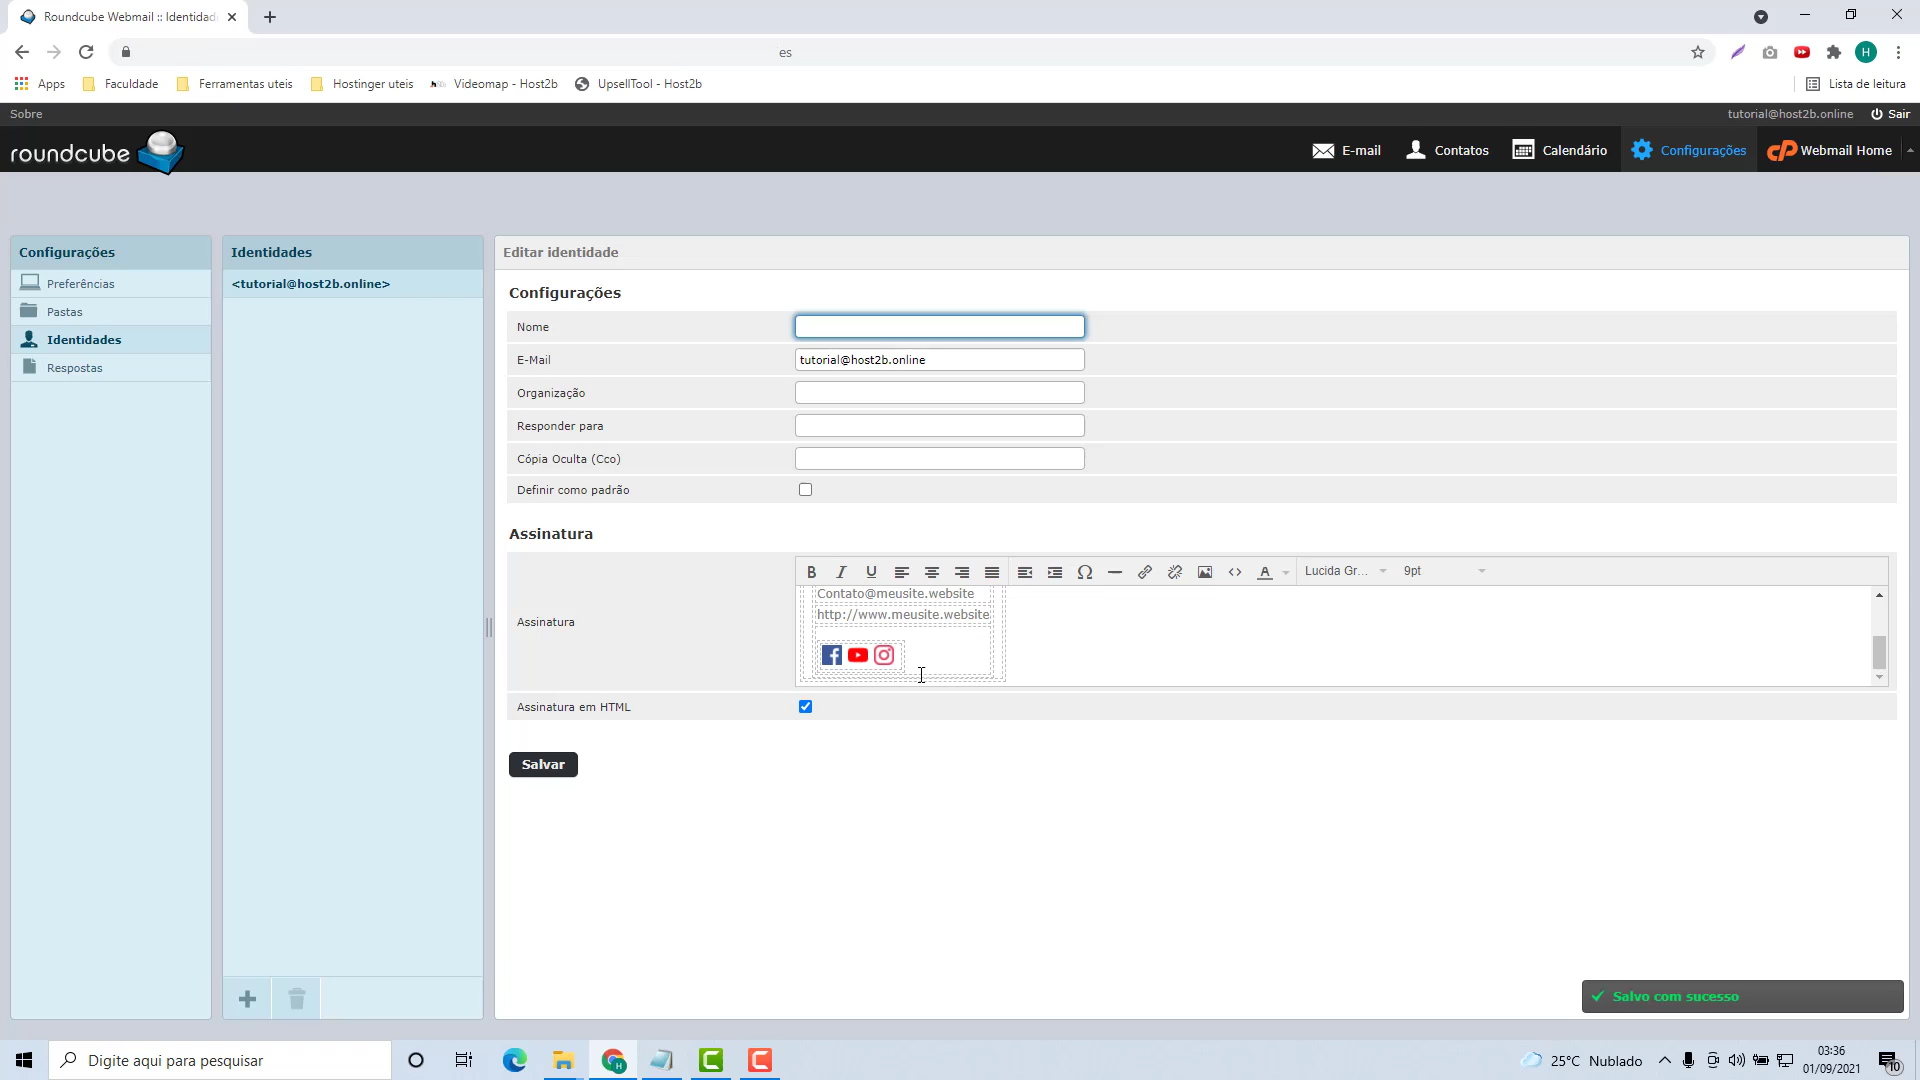 Roundcube Webmail :: Identidad
es
Apps
Faculdade
Ferramentas uteis
Hostinger uteis
Videomap - Host2b
UpsellTool - Host2b
Lista de leitura
H
Sobre
tutorial@host2b.online
Sair
roundcube
E-mail
Contatos
Calendário
Configurações
cP Webmail Home
Configurações
Preferências
Pastas
Identidades
Respostas
Identidades
<tutorial@host2b.online>
Editar identidade
Configurações
Nome
E-Mail
tutorial@host2b.online
Organização
Responder para
Cópia Oculta (Cco)
Definir como padrão
Assinatura
Assinatura
B I U
A
Lucida Gr...
9pt
Contato@meusite.website
http://www.meusite.website
Assinatura em HTML
Salvar
Salvo com sucesso
Digite aqui para pesquisar
25°C Nublado
03:36
01/09/2021
10